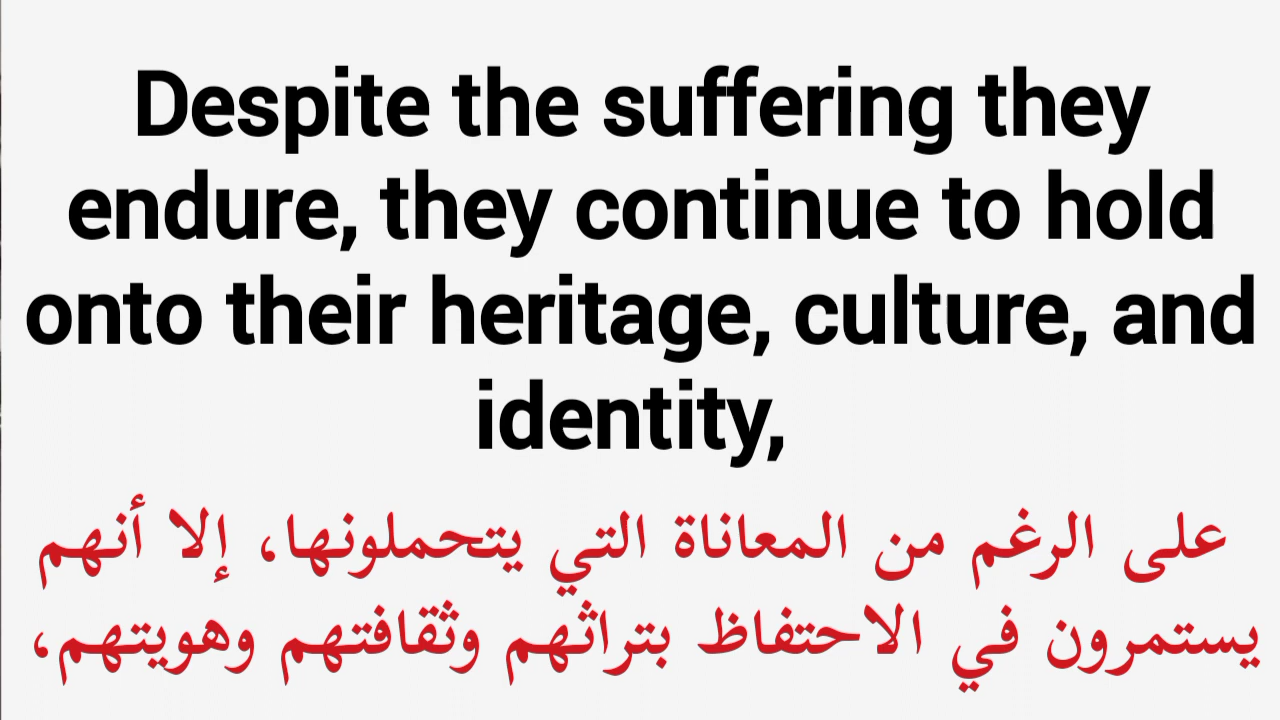 Despite the suffering they
endure, they continue to hold
onto their heritage, culture, and
identity,
على الرغم من المعاناة التي يتحملونها، إلا أنهم
يستمرون في الاحتفاظ بتراثهم وثقافتهم وهويتهم،